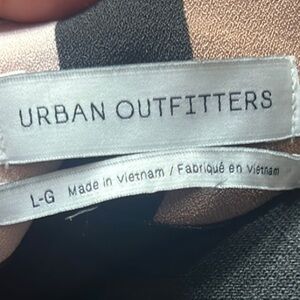 URBAN OUTFITTERS
L-G Made in Vietnam / Fabriqué en Vietnam